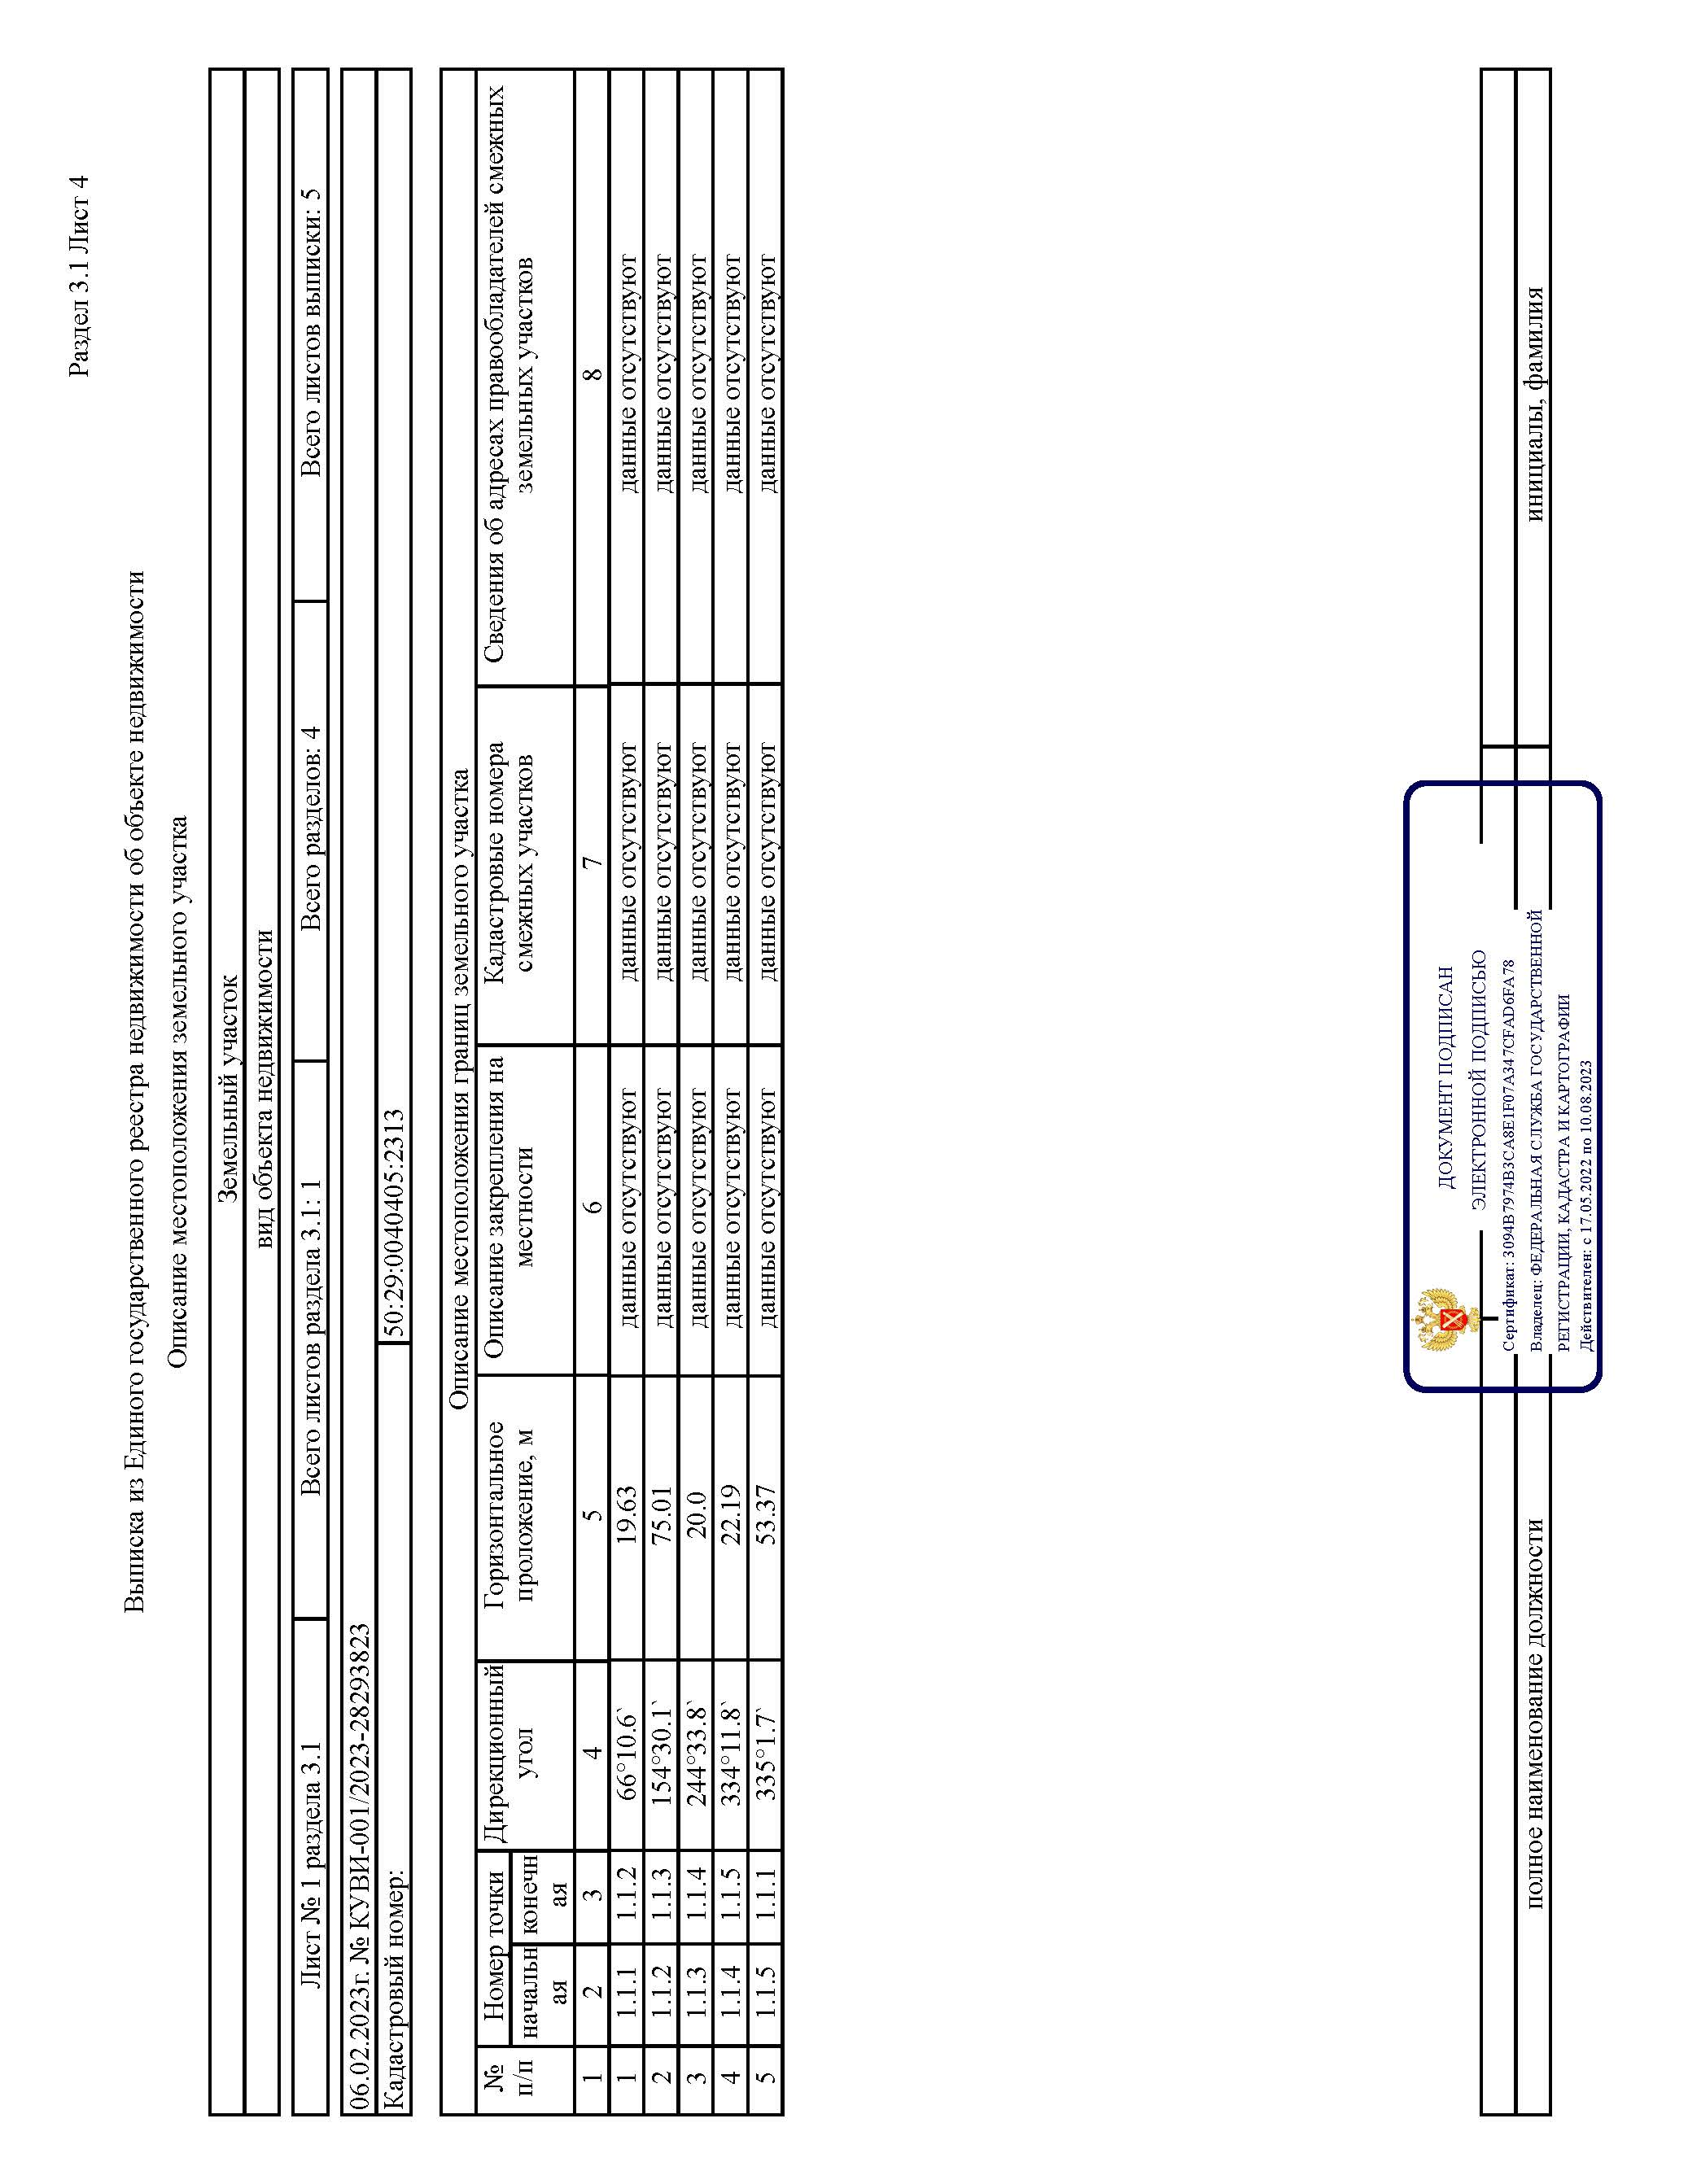 Раздел 3.1 Лист 4
Выписка из Единого государственного реестра недвижимости об объекте недвижимости
Описание местоположения земельного участка
Земельный участок
вид объекта недвижимости
Лист № 1 раздела 3.1 Всего листов раздела 3.1: 1 Всего разделов: 4 Всего листов выписки: 5
06.02.2023г. № КУВИ-001/2023-28293823
Кадастровый номер: 50:29:0040405:2313
Описание местоположения границ земельного участка
№ Номер точки Дирекционный Горизонтальное Описание закрепления на Кадастровые номера Сведения об адресах правообладателей смежных
п/п начальн конечн угол проложение, м местности смежных участков земельных участков
ая ая
1 2 3 4 5 6 7 8
1 1.1.1 1.1.2 66°10.6` 19.63 данные отсутствуют данные отсутствуют данные отсутствуют
2 1.1.2 1.1.3 154°30.1` 75.01 данные отсутствуют данные отсутствуют данные отсутствуют
3 1.1.3 1.1.4 244°33.8` 20.0 данные отсутствуют данные отсутствуют данные отсутствуют
4 1.1.4 1.1.5 334°11.8` 22.19 данные отсутствуют данные отсутствуют данные отсутствуют
5 1.1.5 1.1.1 335°1.7` 53.37 данные отсутствуют данные отсутствуют данные отсутствуют
ДОКУМЕНТ ПОДПИСАН
ЭЛЕКТРОННОЙ ПОДПИСЬЮ
Сертификат: 3094B7974B3CA8E1F07A347CFAD6FA78
Владелец: ФЕДЕРАЛЬНАЯ СЛУЖБА ГОСУДАРСТВЕННОЙ
РЕГИСТРАЦИИ, КАДАСТРА И КАРТОГРАФИИ
Действителен: с 17.05.2022 по 10.08.2023
полное наименование должности инициалы, фамилия